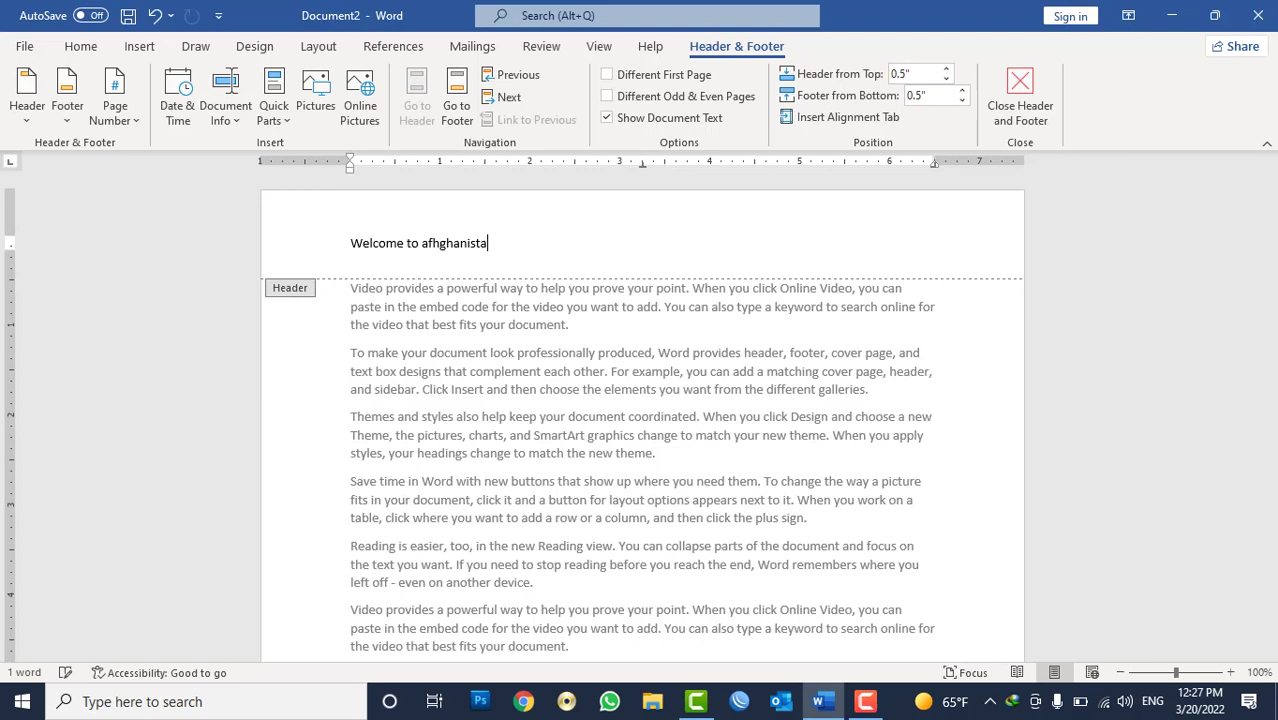 AutoSave Off Document2 - Word Search (Alt+Q) Sign in
File Home Insert Draw Design Layout References Mailings Review View Help Header & Footer Share
Header Footer Page Number Date & Time Document Info Quick Parts Pictures Online Pictures Go to Header Go to Footer Previous Next Link to Previous Different First Page Different Odd & Even Pages Show Document Text Header from Top: 0.5" Footer from Bottom: 0.5" Insert Alignment Tab Close Header and Footer
Header & Footer Insert Navigation Options Position Close
1 1 2 3 4 5 6 7
Welcome to afhghanista
Header
Video provides a powerful way to help you prove your point. When you click Online Video, you can
paste in the embed code for the video you want to add. You can also type a keyword to search online for
the video that best fits your document.
To make your document look professionally produced, Word provides header, footer, cover page, and
text box designs that complement each other. For example, you can add a matching cover page, header,
and sidebar. Click Insert and then choose the elements you want from the different galleries.
Themes and styles also help keep your document coordinated. When you click Design and choose a new
Theme, the pictures, charts, and SmartArt graphics change to match your new theme. When you apply
styles, your headings change to match the new theme.
Save time in Word with new buttons that show up where you need them. To change the way a picture
fits in your document, click it and a button for layout options appears next to it. When you work on a
table, click where you want to add a row or a column, and then click the plus sign.
Reading is easier, too, in the new Reading view. You can collapse parts of the document and focus on
the text you want. If you need to stop reading before you reach the end, Word remembers where you
left off - even on another device.
Video provides a powerful way to help you prove your point. When you click Online Video, you can
paste in the embed code for the video you want to add. You can also type a keyword to search online for
the video that best fits your document.
1 2 3 4
1 word Accessibility: Good to go Focus 100%
Type here to search Ps 65°F ENG 12:27 PM
3/20/2022